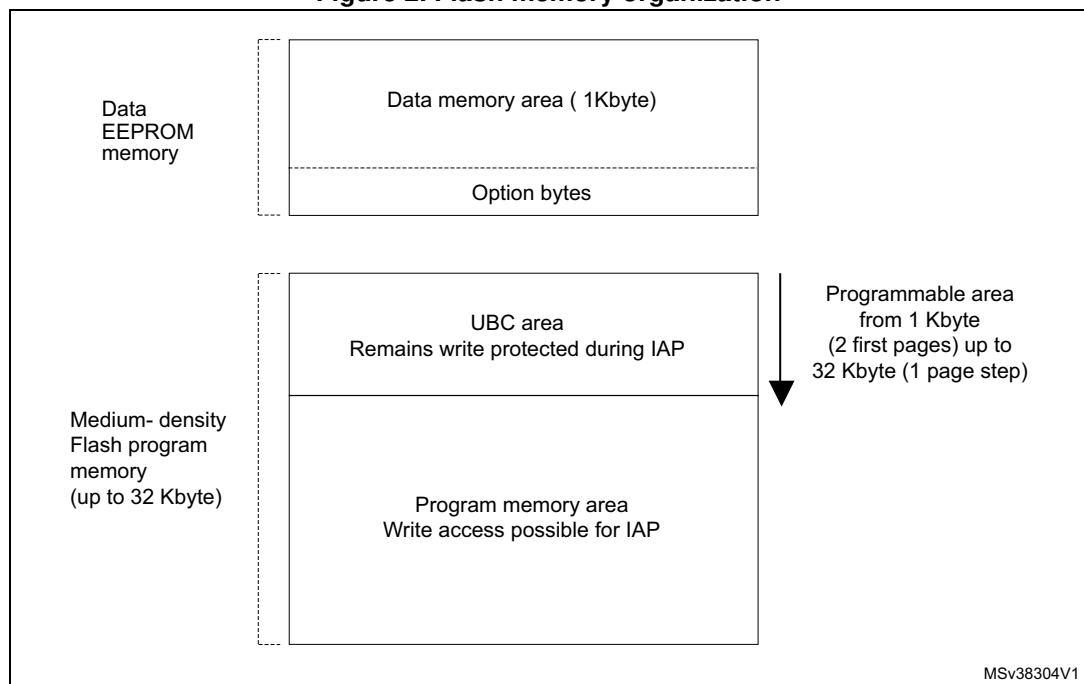 Figure 2. Flash memory organization
Data memory area ( 1Kbyte)
Data
EEPROM
memory
Option bytes
UBC area
Remains write protected during IAP
Programmable area
from 1 Kbyte
(2 first pages) up to
32 Kbyte (1 page step)
Medium- density
Flash program
memory
(up to 32 Kbyte)
Program memory area
Write access possible for IAP
MSv38304V1